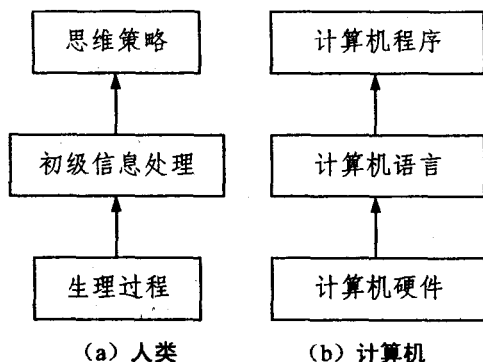 思维策略
计算机程序
初级信息处理
计算机语言
生理过程
计算机硬件
（a）人类
（b）计算机